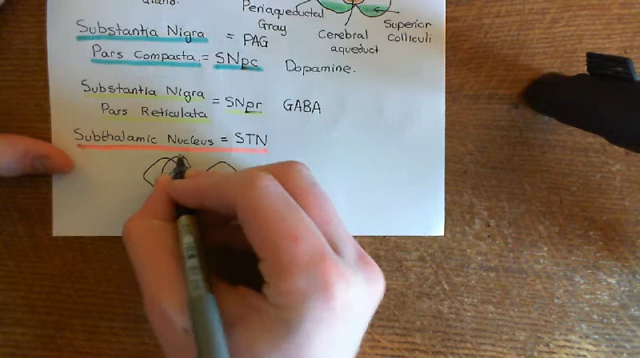 Periaqueductal
Gray
Superior
Colliculi
Cerebral
aqueduct
Substantia Nigra = PAG
Pars Compacta = SNpc
Dopamine.
Substantia Nigra
Pars Reticulata = SNpr GABA
Subthalamic Nucleus = STN